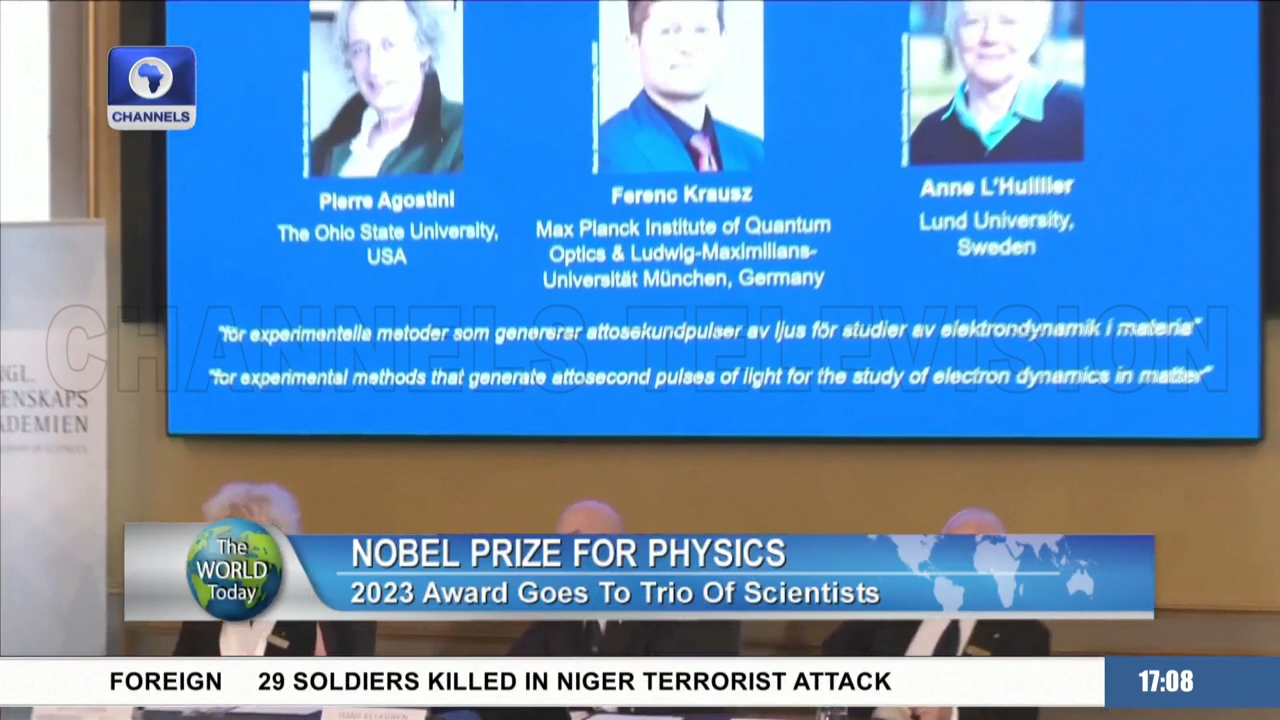 CHANNELS
Pierre Agostini
The Ohio State University,
USA
Ferenc Krausz
Max Planck Institute of Quantum
Optics & Ludwig-Maximilians-
Universität München, Germany
Anne L'Huillier
Lund University,
Sweden
"för experimentella metoder som genererar attosekundpulser av ljus för studier av elektrondynamik i materia"
"for experimental methods that generate attosecond pulses of light for the study of electron dynamics in matter"
CHANNELS TELEVISION
NGL.
ENSKAPS
ADEMIEN
The
WORLD
Today
NOBEL PRIZE FOR PHYSICS
2023 Award Goes To Trio Of Scientists
FOREIGN 29 SOLDIERS KILLED IN NIGER TERRORIST ATTACK
17:08